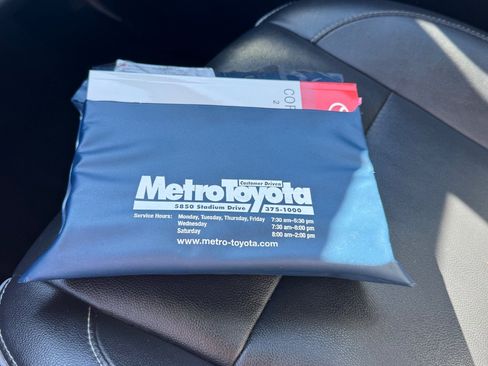 COR
2
Customer Driven
MetroToyota
5850 Stadium Drive 375-1000
Service Hours: Monday, Tuesday, Thursday, Friday 7:30 am-5:30 pm
Wednesday 7:30 am-8:00 pm
Saturday 8:00 am-2:00 pm
www.metro-toyota.com